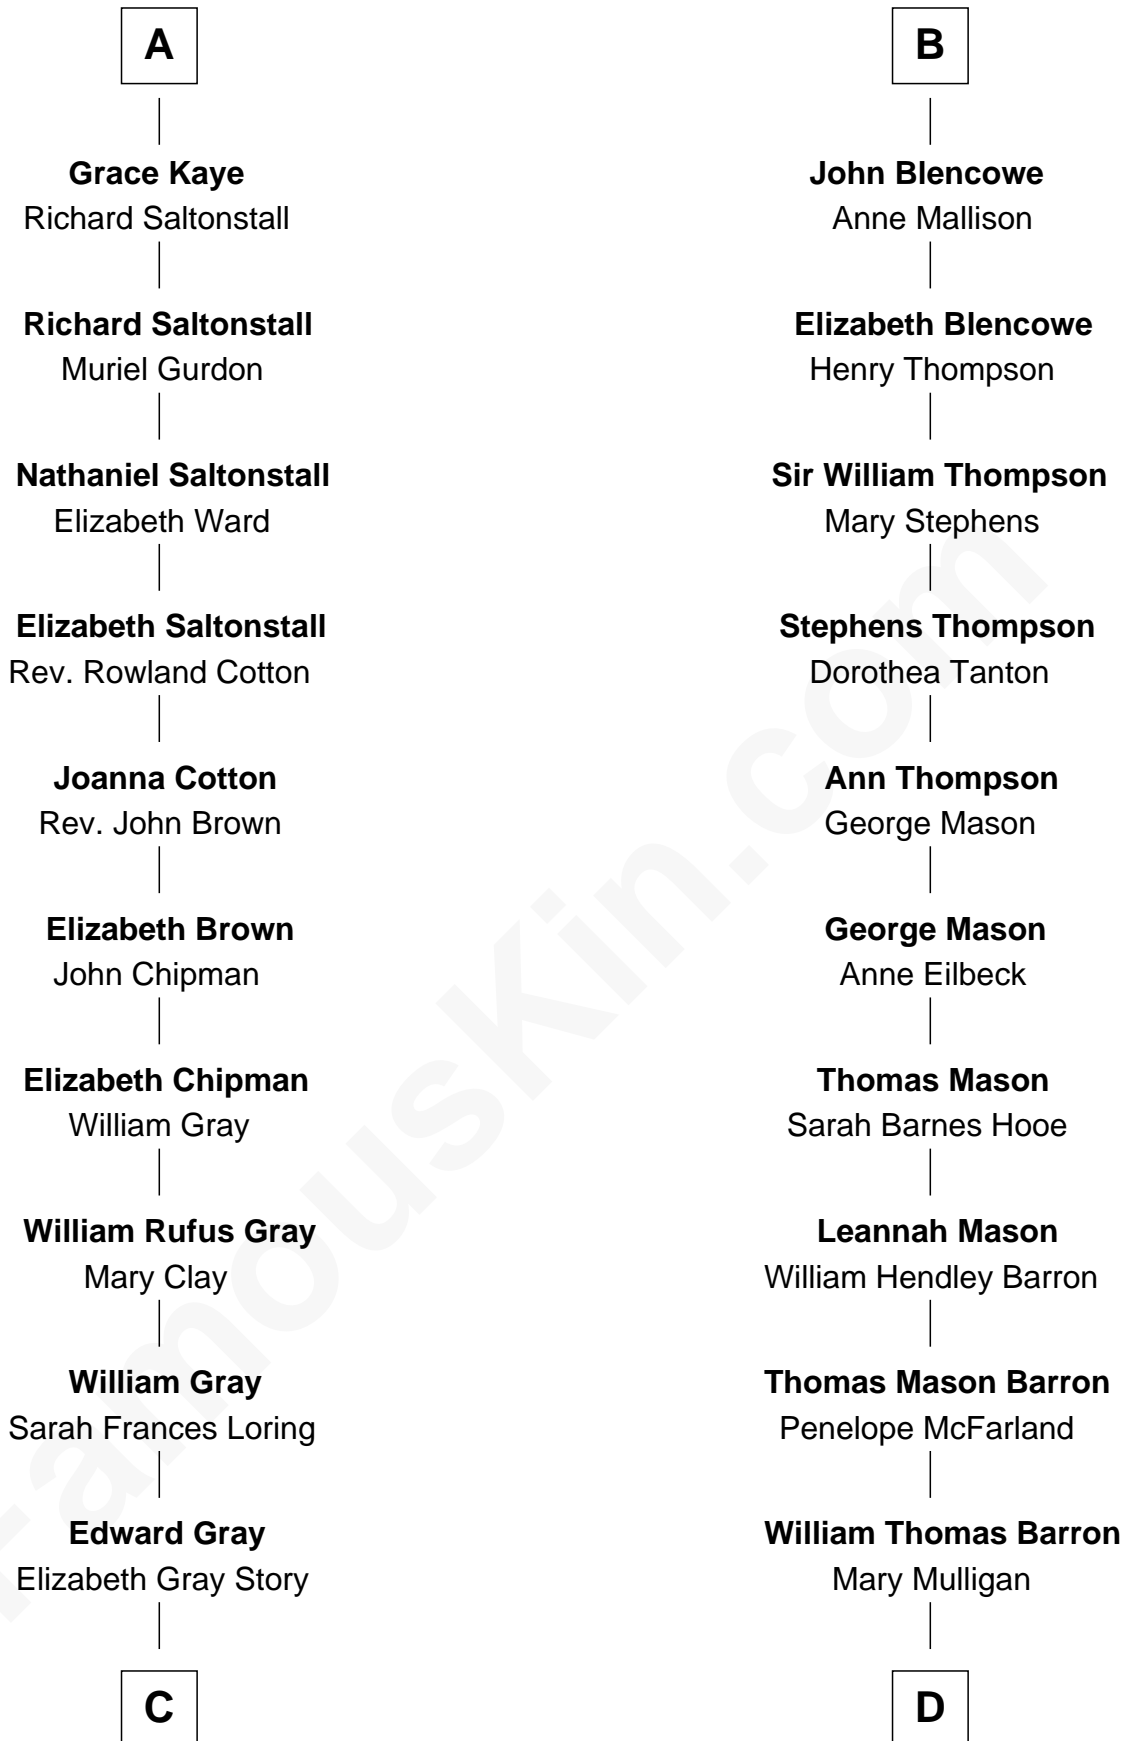 A
Grace Kaye
Richard Saltonstall
Richard Saltonstall
Muriel Gurdon
Nathaniel Saltonstall
Elizabeth Ward
Elizabeth Saltonstall
Rev. Rowland Cotton
Joanna Cotton
Rev. John Brown
Elizabeth Brown
John Chipman
Elizabeth Chipman
William Gray
William Rufus Gray
Mary Clay
William Gray
Sarah Frances Loring
Edward Gray
Elizabeth Gray Story
C
B
John Blencowe
Anne Mallison
Elizabeth Blencowe
Henry Thompson
Sir William Thompson
Mary Stephens
Stephens Thompson
Dorothea Tanton
Ann Thompson
George Mason
George Mason
Anne Eilbeck
Thomas Mason
Sarah Barnes Hooe
Leannah Mason
William Hendley Barron
Thomas Mason Barron
Penelope McFarland
William Thomas Barron
Mary Mulligan
D
FamousKin.com